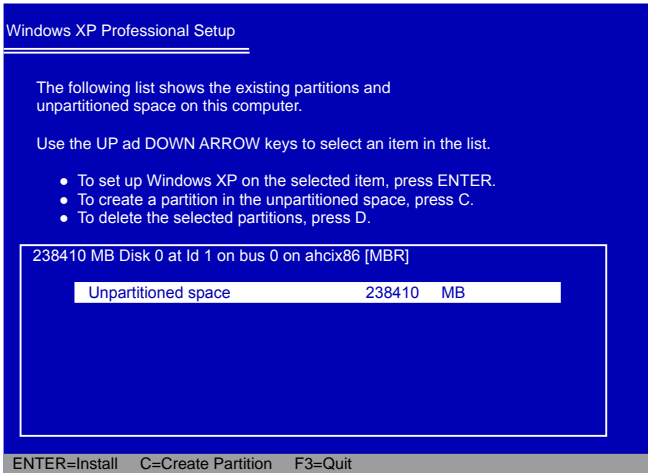 Windows XP Professional Setup
The following list shows the existing partitions and
unpartitioned space on this computer.
Use the UP ad DOWN ARROW keys to select an item in the list.
● To set up Windows XP on the selected item, press ENTER.
● To create a partition in the unpartitioned space, press C.
● To delete the selected partitions, press D.
238410 MB Disk 0 at Id 1 on bus 0 on ahcix86 [MBR]
Unpartitioned space 238410 MB
ENTER=Install C=Create Partition F3=Quit